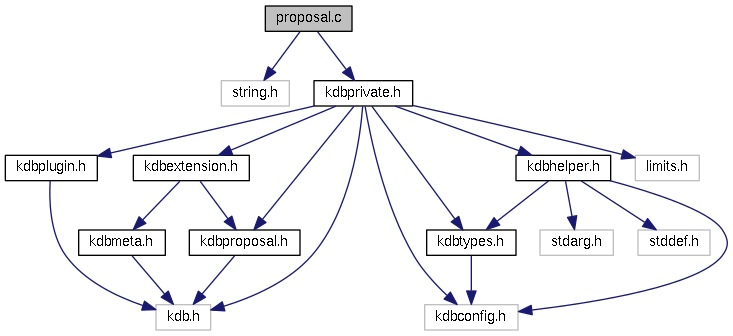 proposal.c
string.h
kdbprivate.h
kdbplugin.h
kdbextension.h
kdbhelper.h
limits.h
kdbmeta.h
kdbproposal.h
kdbtypes.h
stdarg.h
stddef.h
kdb.h
kdbconfig.h